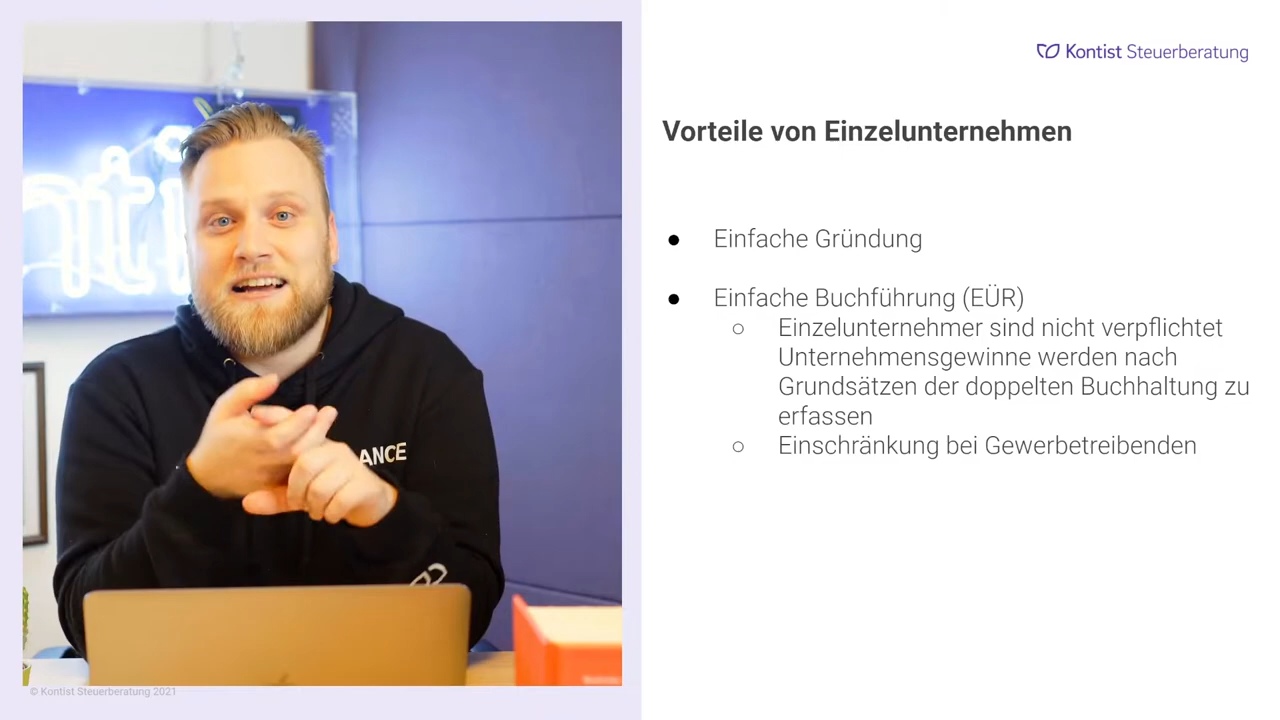 Kontist Steuerberatung
Vorteile von Einzelunternehmen
Einfache Gründung
Einfache Buchführung (EÜR)
Einzelunternehmer sind nicht verpflichtet
Unternehmensgewinne werden nach
Grundsätzen der doppelten Buchhaltung zu
erfassen
Einschränkung bei Gewerbetreibenden
ANCE
© Kontist Steuerberatung 2021